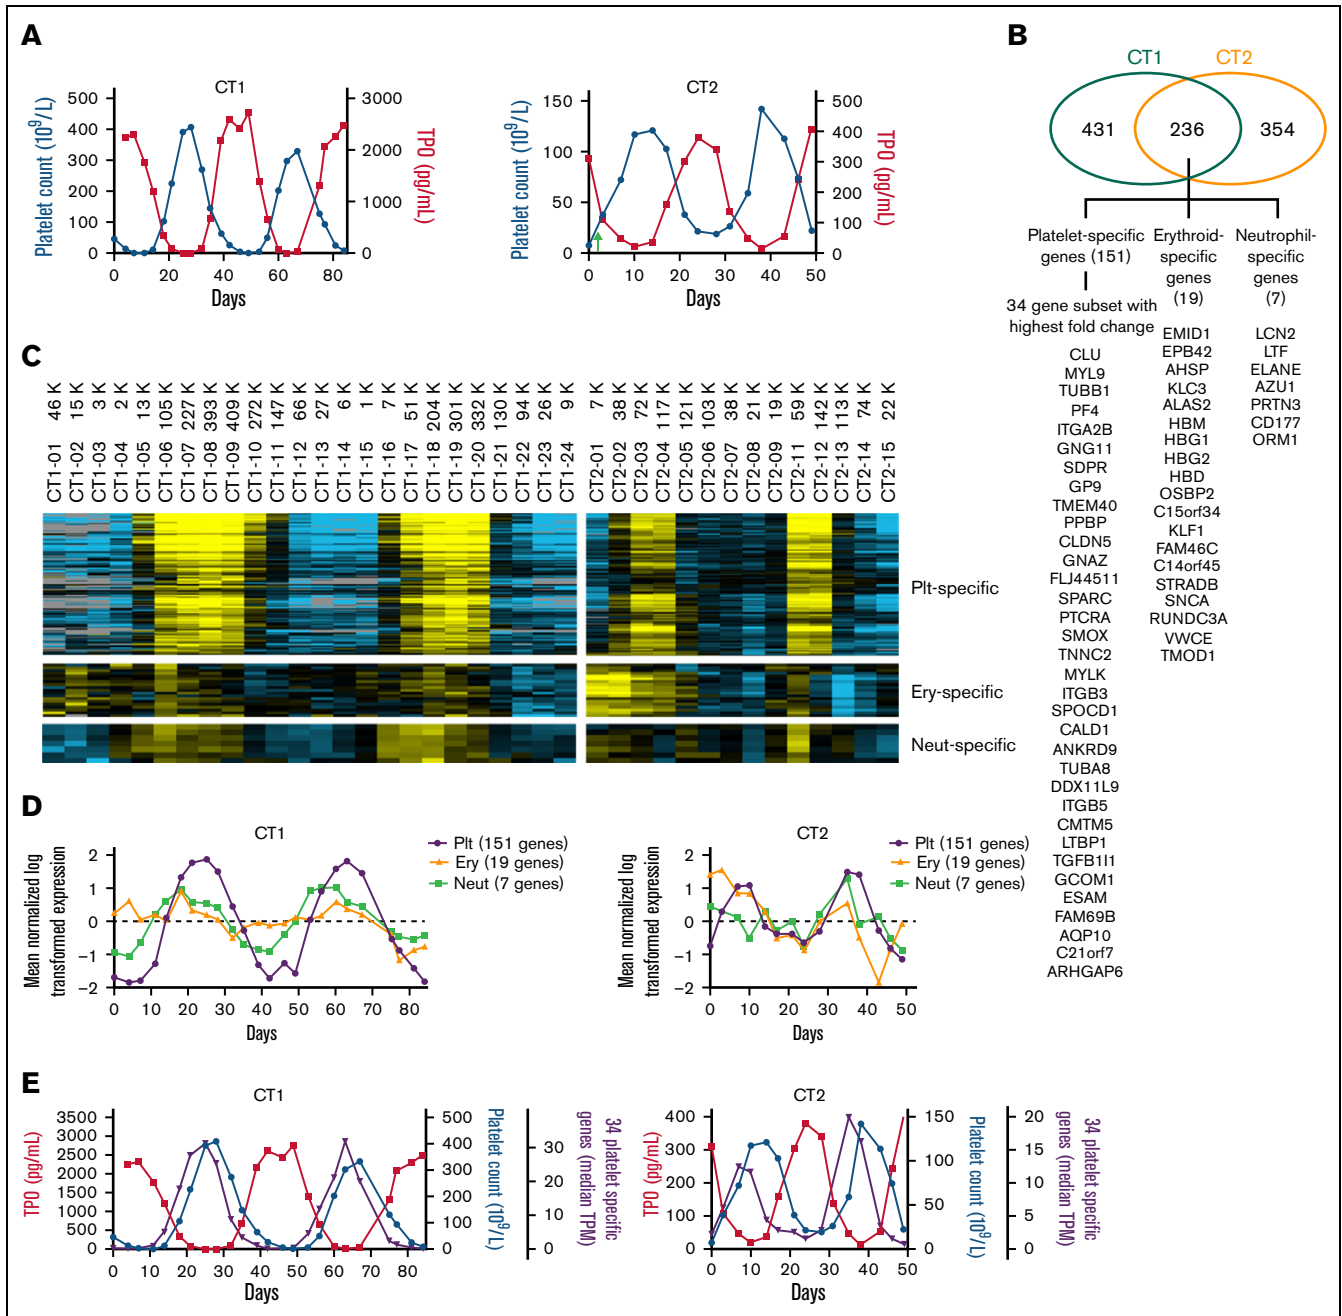 A
CT1
Platelet count (10⁹/L)
500
400
300
200
100
0
3000
2000
1000
0
TPO (pg/mL)
0 20 40 60 80
Days
CT2
Platelet count (10⁹/L)
150
100
50
0
500
400
300
200
100
0
TPO (pg/mL)
0 10 20 30 40 50
Days
B
CT1 CT2
431 236 354
Platelet-specific
genes (151)
Erythroid-
specific
genes
(19)
Neutrophil-
specific
genes
(7)
34 gene subset with
highest fold change
CLU
MYL9
TUBB1
PF4
ITGA2B
GNG11
SDPR
GP9
TMEM40
PPBP
CLDN5
GNAZ
FLJ44511
SPARC
PTCRA
SMOX
TNNC2
MYLK
ITGB3
SPOCD1
CALD1
ANKRD9
TUBA8
DDX11L9
ITGB5
CMTM5
LTBP1
TGFB1I1
GCOM1
ESAM
FAM69B
AQP10
C21orf7
ARHGAP6
EMID1
EPB42
AHSP
KLC3
ALAS2
HBM
HBG1
HBG2
HBD
OSBP2
C15orf34
KLF1
FAM46C
C14orf45
STRADB
SNCA
RUNDC3A
VWCE
TMOD1
LCN2
LTF
ELANE
AZU1
PRTN3
CD177
ORM1
C
CT1-01 46 K
CT1-02 15 K
CT1-03 3 K
CT1-04 2 K
CT1-05 13 K
CT1-06 105 K
CT1-07 227 K
CT1-08 393 K
CT1-09 409 K
CT1-10 272 K
CT1-11 147 K
CT1-12 66 K
CT1-13 27 K
CT1-14 6 K
CT1-15 1 K
CT1-16 7 K
CT1-17 51 K
CT1-18 204 K
CT1-19 301 K
CT1-20 332 K
CT1-21 130 K
CT1-22 94 K
CT1-23 26 K
CT1-24 9 K
CT2-01 7 K
CT2-02 38 K
CT2-03 72 K
CT2-04 117 K
CT2-05 121 K
CT2-06 103 K
CT2-07 38 K
CT2-08 21 K
CT2-09 19 K
CT2-11 59 K
CT2-12 142 K
CT2-13 113 K
CT2-14 74 K
CT2-15 22 K
Plt-specific
Ery-specific
Neut-specific
D
CT1
Mean normalized log
transformed expression
2
1
0
−1
−2
0 10 20 30 40 50 60 70 80
Days
Plt (151 genes)
Ery (19 genes)
Neut (7 genes)
CT2
Mean normalized log
transformed expression
2
1
0
−1
−2
0 10 20 30 40 50
Days
Plt (151 genes)
Ery (19 genes)
Neut (7 genes)
E
CT1
TPO (pg/mL)
3500
3000
2500
2000
1500
1000
500
0
500
400
300
200
100
0
Platelet count (10⁹/L)
30
20
10
0
34 platelet specific
genes (median TPM)
0 10 20 30 40 50 60 70 80
Days
CT2
TPO (pg/mL)
400
300
200
100
0
150
100
50
0
Platelet count (10⁹/L)
20
15
10
5
0
34 platelet specific
genes (median TPM)
0 10 20 30 40 50
Days